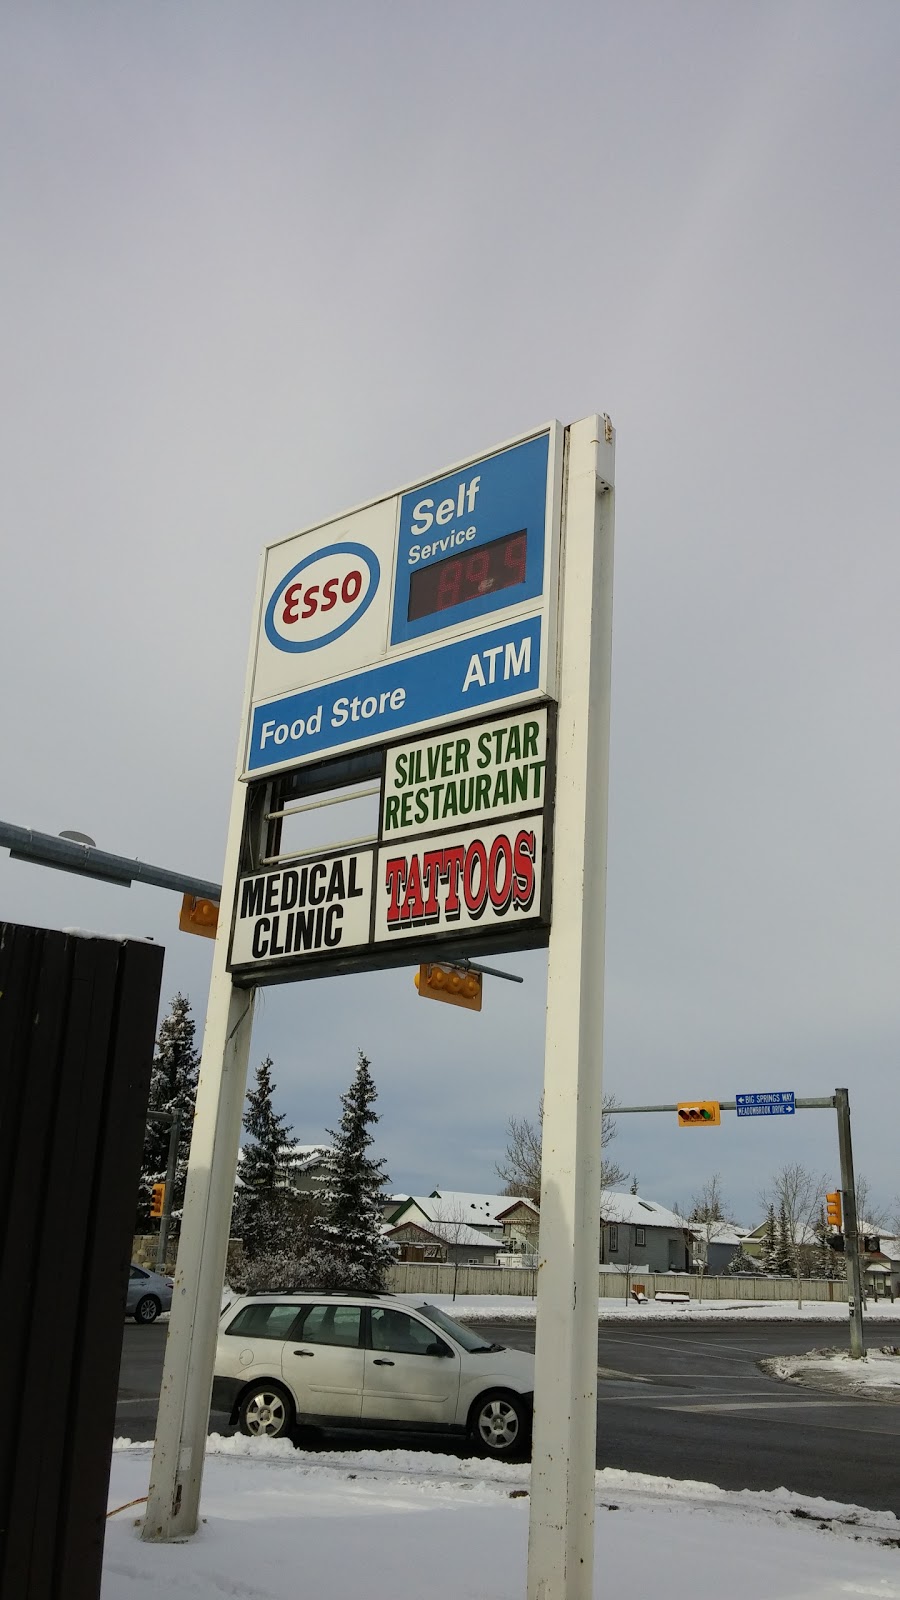 Esso
Self
Service
89.9
Food Store
ATM
SILVER STAR
RESTAURANT
MEDICAL
CLINIC
TATTOOS
BIG SPRINGS WAY
MEADOWBROOK DRIVE